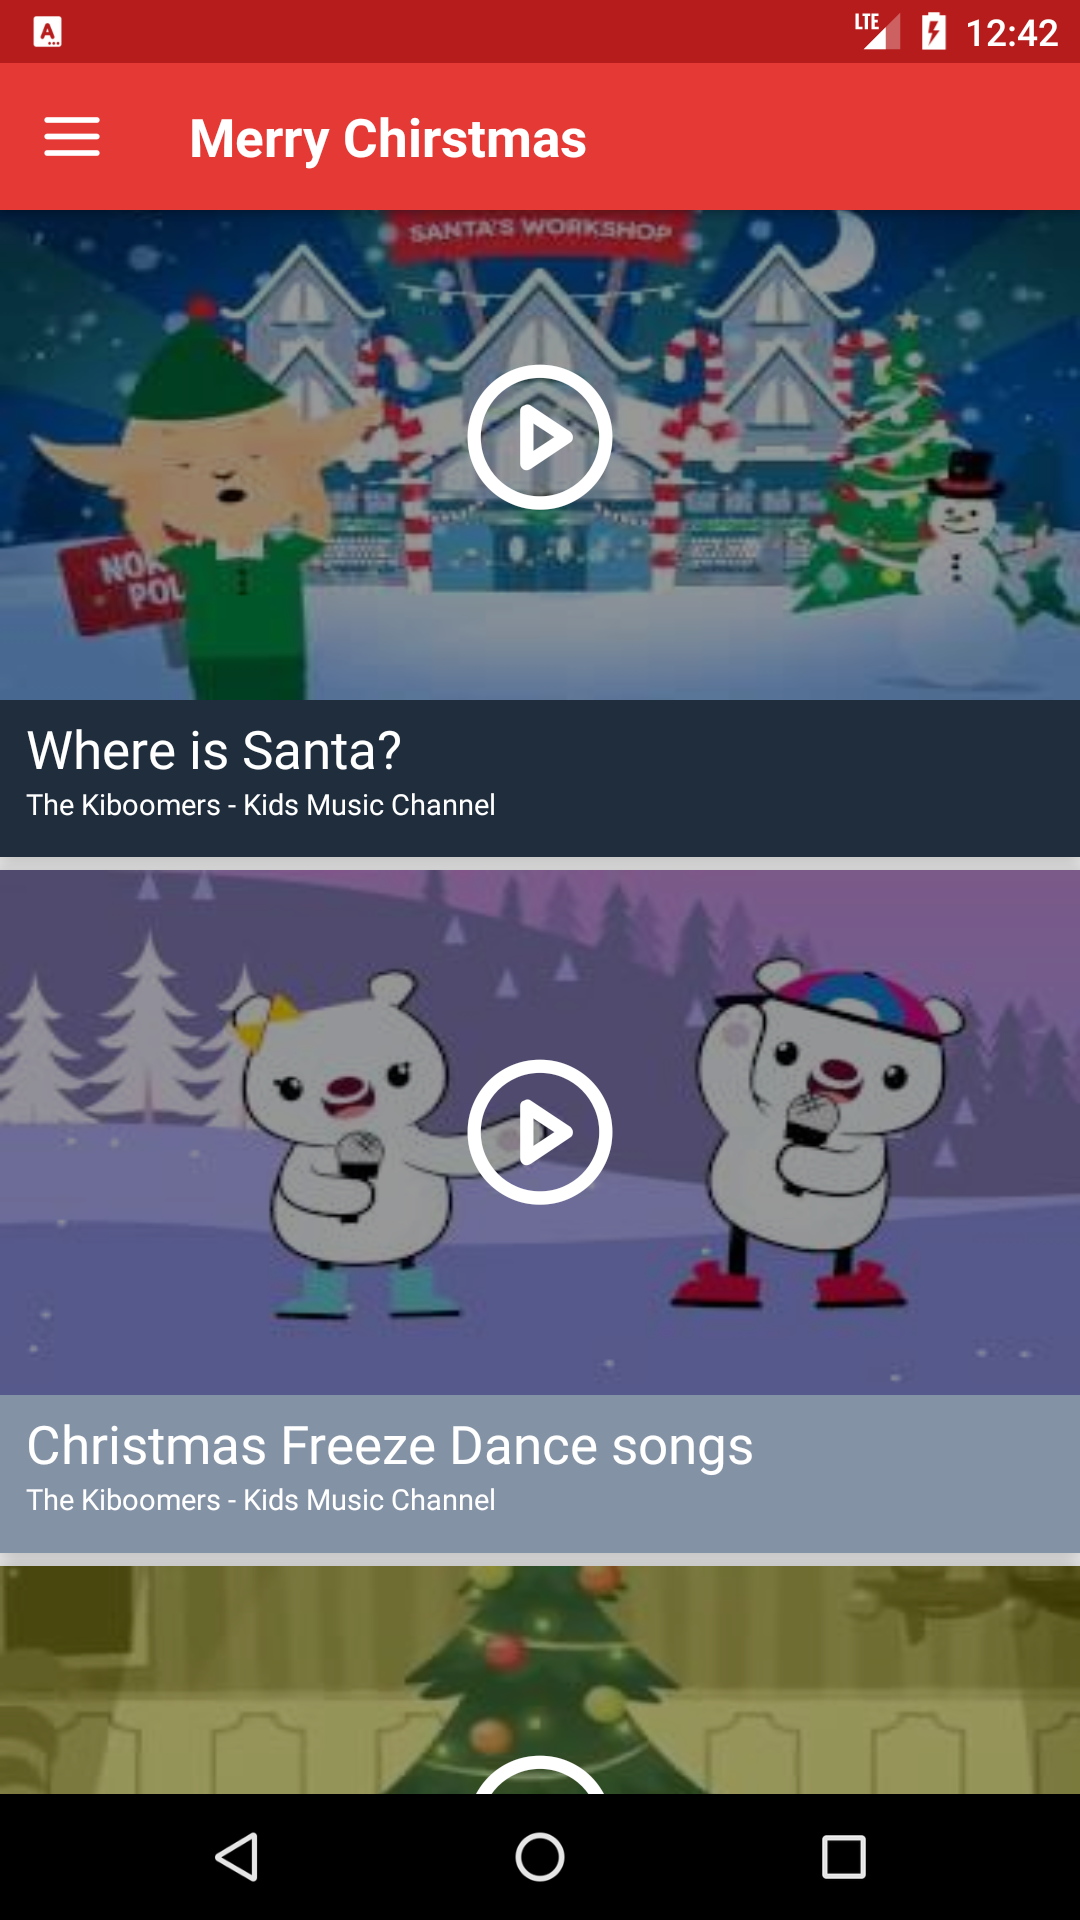 A
LTE
12:42
Merry Chirstmas
SANTA'S WORKSHOP
NOR
POL
Where is Santa?
The Kiboomers - Kids Music Channel
Christmas Freeze Dance songs
The Kiboomers - Kids Music Channel